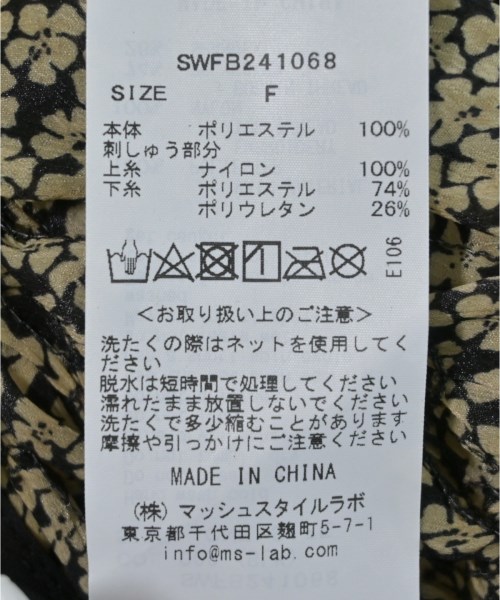 SWFB241068
SIZE F
本体 ポリエステル 100%
刺しゅう部分
上糸 ナイロン 100%
下糸 ポリエステル 74%
ポリウレタン 26%
E106
<お取り扱い上のご注意>
洗たくの際はネットを使用してく
ださい
脱水は短時間で処理してください
濡れたまま放置しないでください
洗たくで多少縮むことがあります
摩擦や引っかけにご注意ください
MADE IN CHINA
(株)マッシュスタイルラボ
東京都千代田区麹町5-7-1
info@ms-lab.com